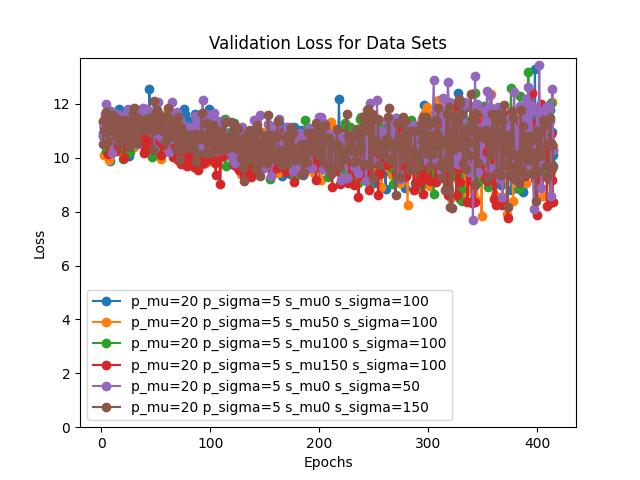 Validation Loss for Data Sets
12
10
8
6
4
2
0
Loss
p_mu=20 p_sigma=5 s_mu0 s_sigma=100
p_mu=20 p_sigma=5 s_mu50 s_sigma=100
p_mu=20 p_sigma=5 s_mu100 s_sigma=100
p_mu=20 p_sigma=5 s_mu150 s_sigma=100
p_mu=20 p_sigma=5 s_mu0 s_sigma=50
p_mu=20 p_sigma=5 s_mu0 s_sigma=150
0 100 200 300 400
Epochs